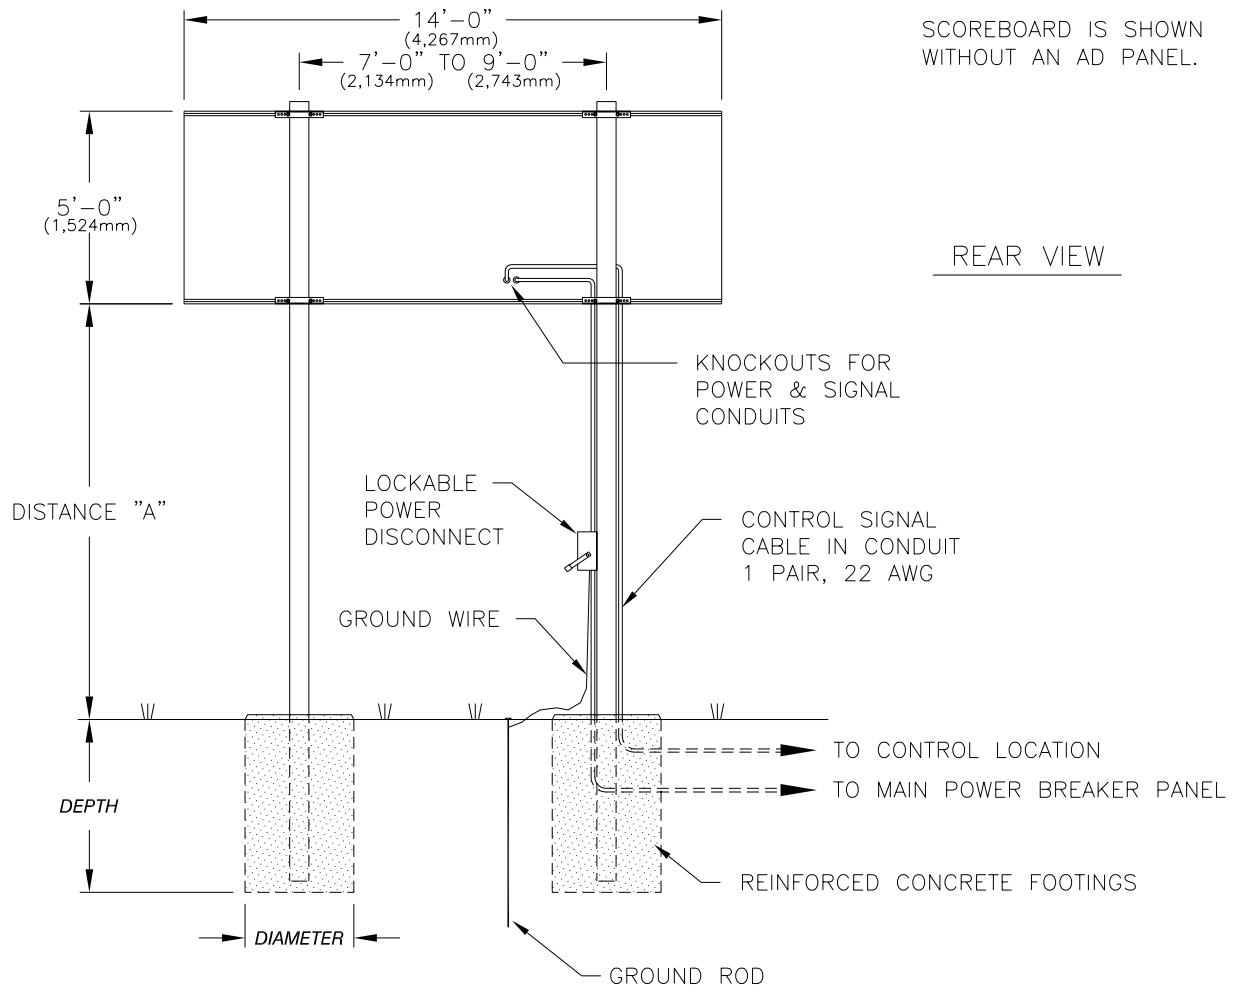 14'-0"
(4,267mm)
7'-0" TO 9'-0"
(2,134mm) (2,743mm)
SCOREBOARD IS SHOWN
WITHOUT AN AD PANEL.
5'-0"
(1,524mm)
REAR VIEW
KNOCKOUTS FOR
POWER & SIGNAL
CONDUITS
DISTANCE "A"
LOCKABLE
POWER
DISCONNECT
CONTROL SIGNAL
CABLE IN CONDUIT
1 PAIR, 22 AWG
GROUND WIRE
TO CONTROL LOCATION
TO MAIN POWER BREAKER PANEL
DEPTH
REINFORCED CONCRETE FOOTINGS
DIAMETER
GROUND ROD